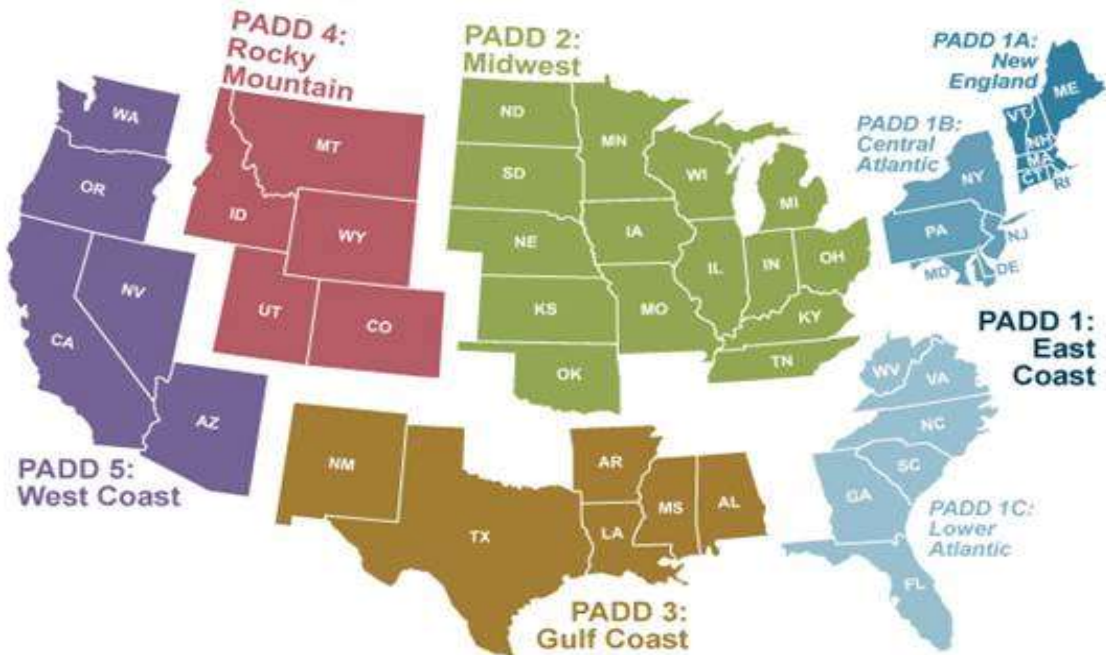 PADD 4:
Rocky
Mountain
PADD 2:
Midwest
PADD 1A:
New
England
PADD 1B:
Central
Atlantic
WA
OR
CA
NV
AZ
PADD 5:
West Coast
MT
ID
WY
UT
CO
ND
SD
NE
KS
OK
MN
IA
MO
WI
IL
MI
IN
OH
KY
TN
ME
VT
NH
MA
CT
RI
NY
PA
NJ
MD
DE
PADD 1:
East
Coast
WV
VA
NC
SC
GA
FL
PADD 1C:
Lower
Atlantic
NM
TX
AR
LA
MS
AL
PADD 3:
Gulf Coast